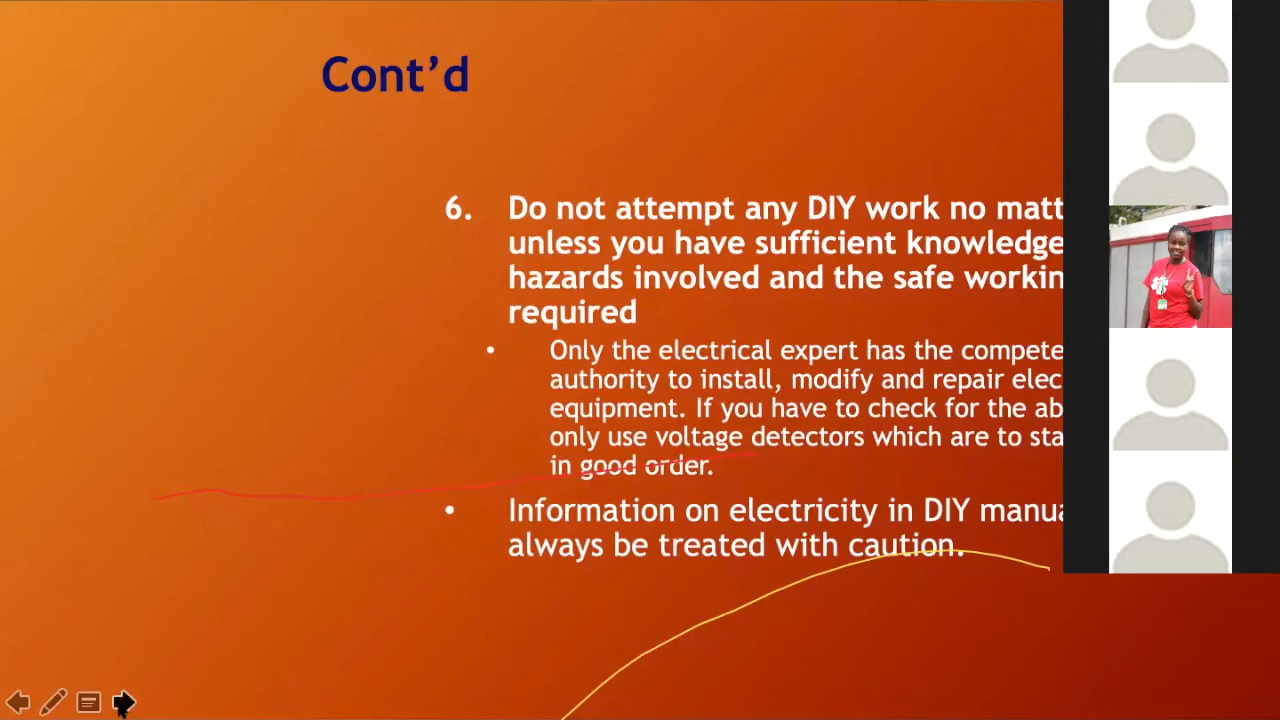 Cont’d
6. Do not attempt any DIY work no matt
unless you have sufficient knowledge
hazards involved and the safe workin
required
• Only the electrical expert has the compete
authority to install, modify and repair elec
equipment. If you have to check for the ab
only use voltage detectors which are to sta
in good order.
• Information on electricity in DIY manua
always be treated with caution.